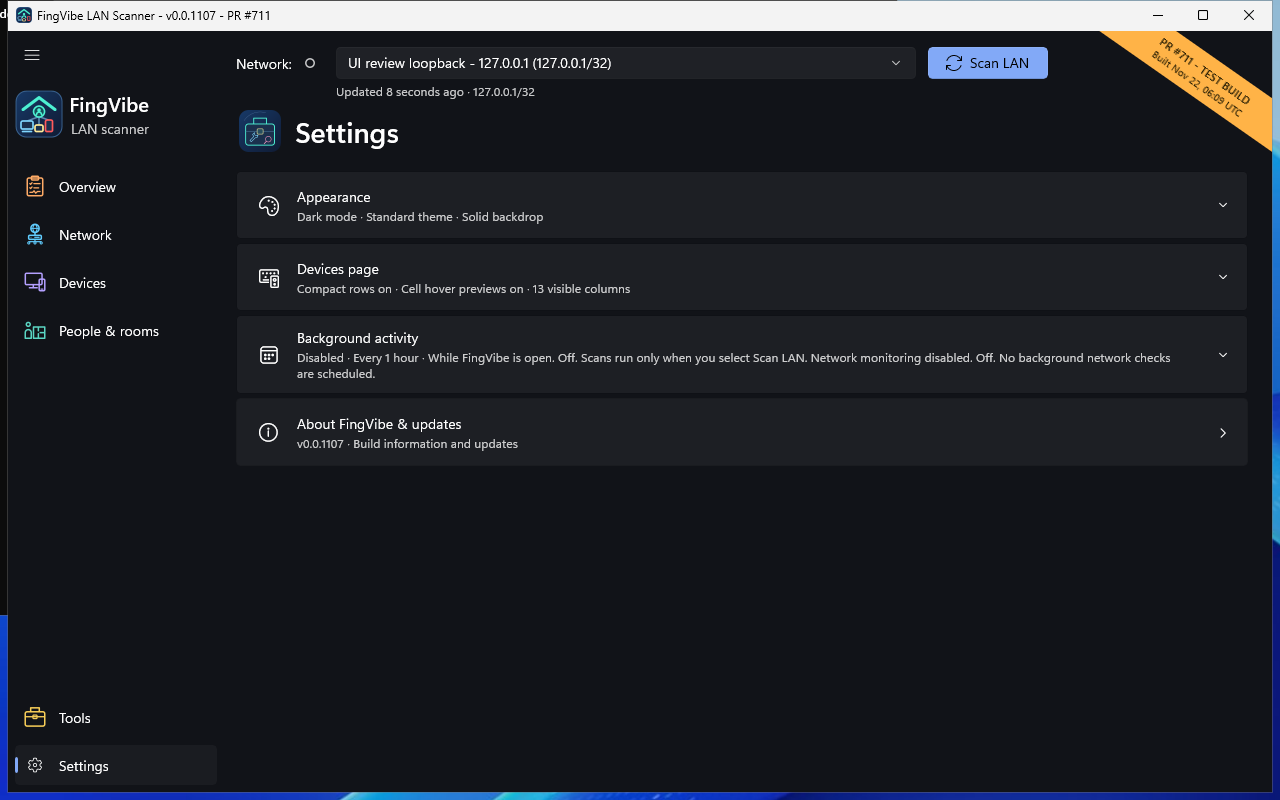 FingVibe LAN Scanner - v0.0.1107 - PR #711
Network:
UI review loopback - 127.0.0.1 (127.0.0.1/32)
Scan LAN
Updated 8 seconds ago · 127.0.0.1/32
PR #711 - TEST BUILD
Built Nov 22, 06:09 UTC
FingVibe
LAN scanner
Overview
Network
Devices
People & rooms
Tools
Settings
Settings
Appearance
Dark mode · Standard theme · Solid backdrop
Devices page
Compact rows on · Cell hover previews on · 13 visible columns
Background activity
Disabled · Every 1 hour · While FingVibe is open. Off. Scans run only when you select Scan LAN. Network monitoring disabled. Off. No background network checks
are scheduled.
About FingVibe & updates
v0.0.1107 · Build information and updates